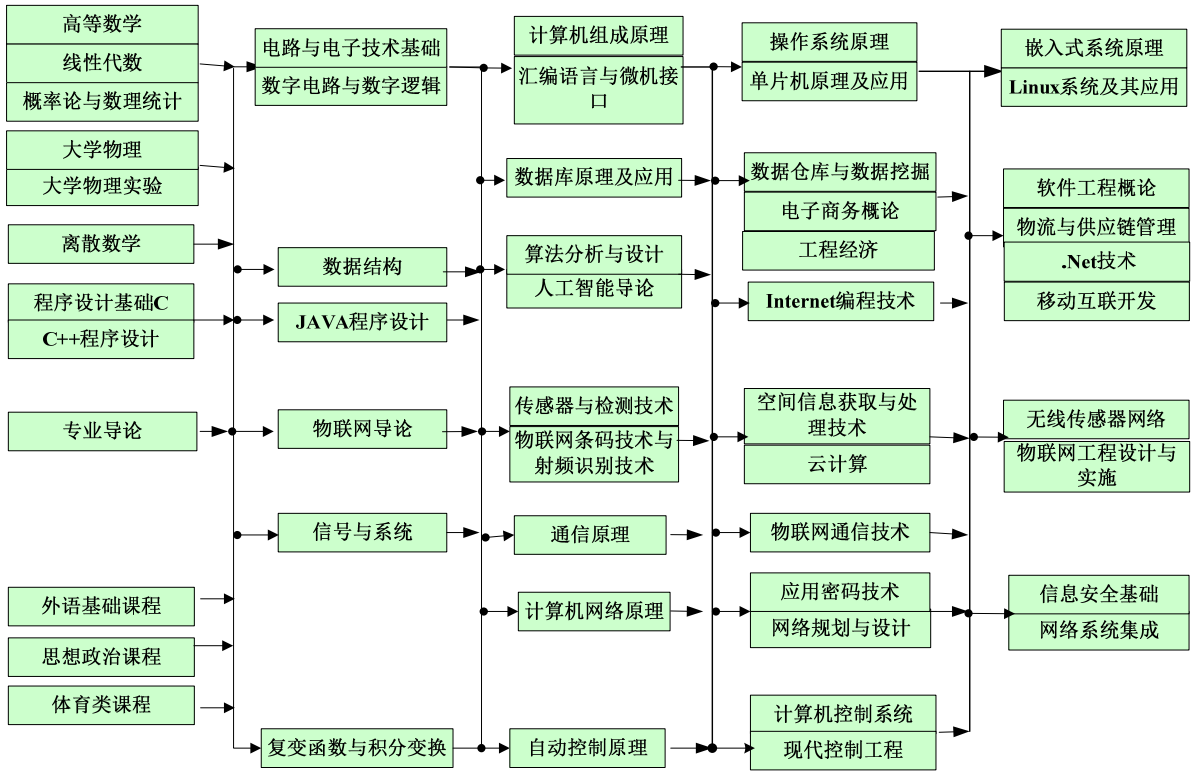 高等数学
线性代数
概率论与数理统计
大学物理
大学物理实验
离散数学
程序设计基础C
C++程序设计
专业导论
外语基础课程
思想政治课程
体育类课程
电路与电子技术基础
数字电路与数字逻辑
数据结构
JAVA程序设计
物联网导论
信号与系统
复变函数与积分变换
计算机组成原理
汇编语言与微机接
口
数据库原理及应用
算法分析与设计
人工智能导论
传感器与检测技术
物联网条码技术与
射频识别技术
通信原理
计算机网络原理
自动控制原理
操作系统原理
单片机原理及应用
数据仓库与数据挖掘
电子商务概论
工程经济
Internet编程技术
空间信息获取与处
理技术
云计算
物联网通信技术
应用密码技术
网络规划与设计
计算机控制系统
现代控制工程
嵌入式系统原理
Linux系统及其应用
软件工程概论
物流与供应链管理
.Net技术
移动互联开发
无线传感器网络
物联网工程设计与
实施
信息安全基础
网络系统集成